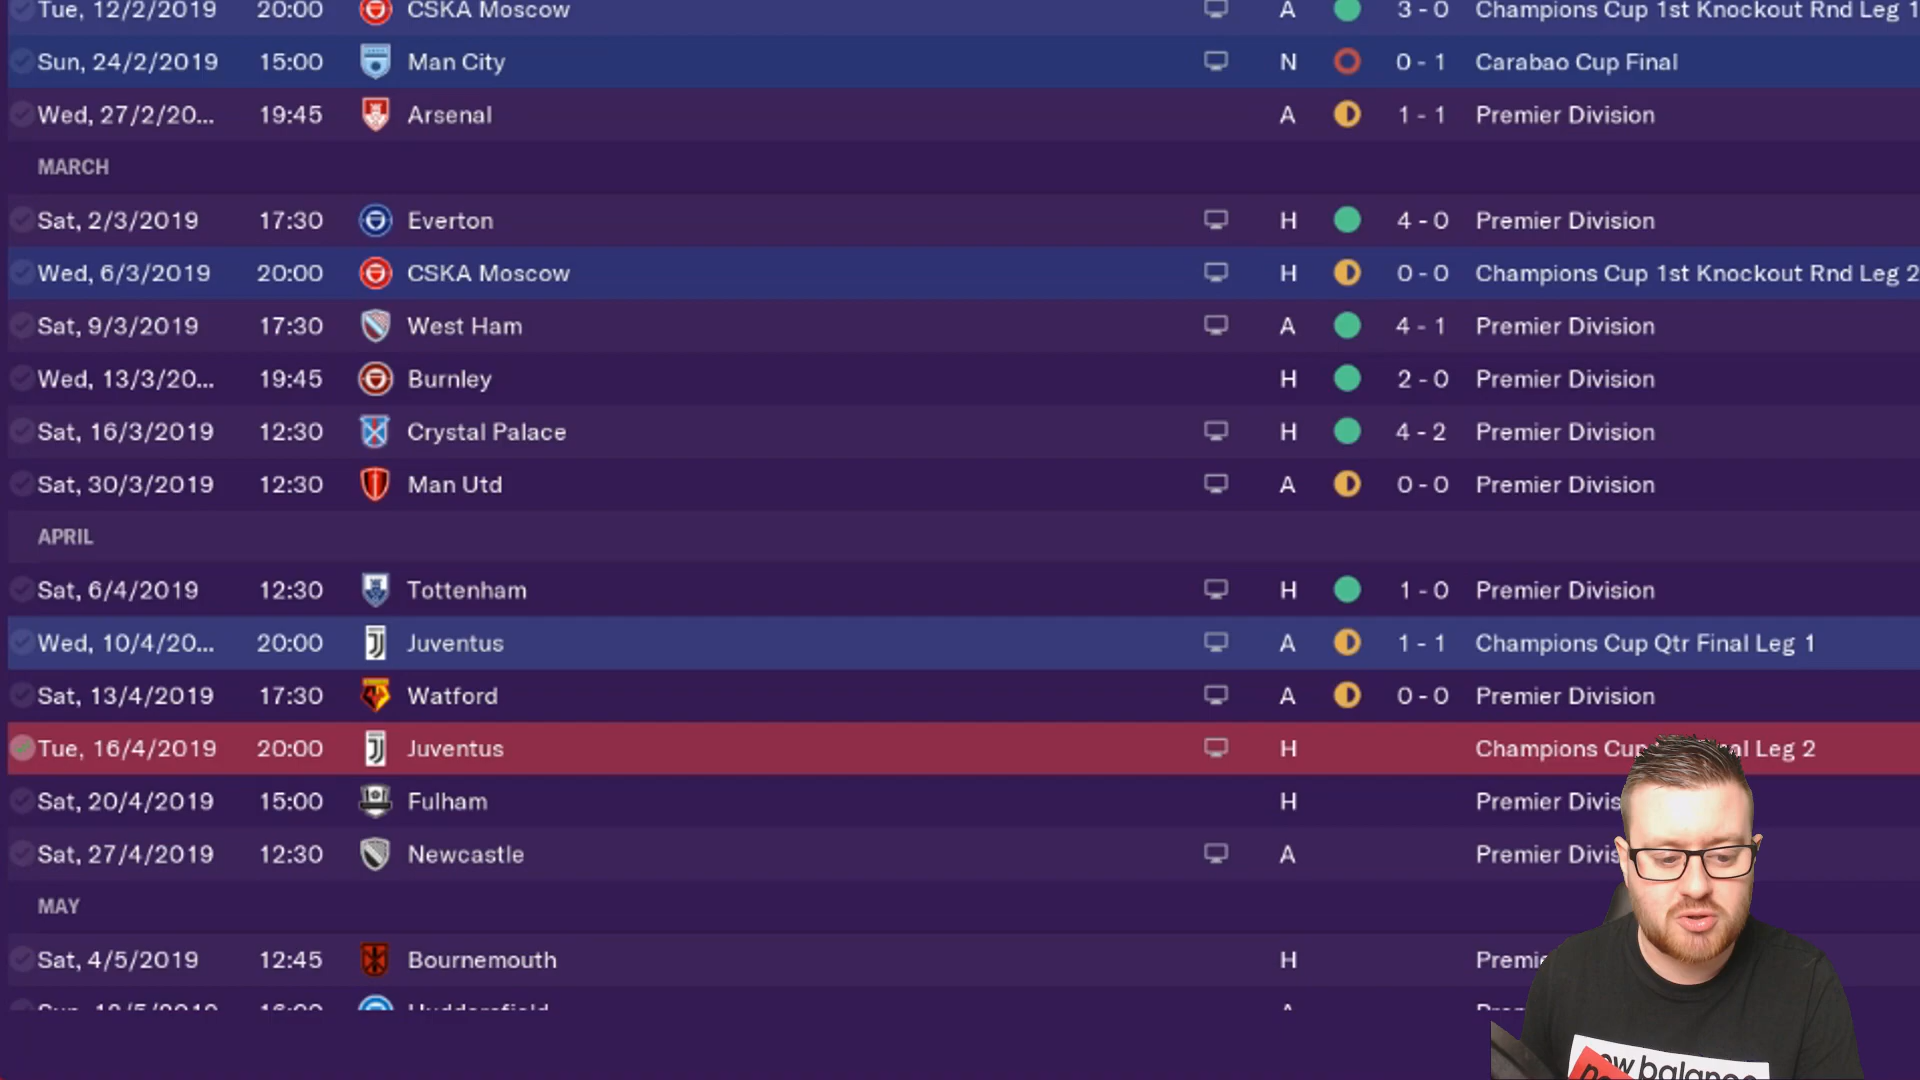 Tue, 12/2/2019 20:00 CSKA Moscow A 3 - 0 Champions Cup 1st Knockout Rnd Leg 1
Sun, 24/2/2019 15:00 Man City N 0 - 1 Carabao Cup Final
Wed, 27/2/20... 19:45 Arsenal A 1 - 1 Premier Division
MARCH
Sat, 2/3/2019 17:30 Everton H 4 - 0 Premier Division
Wed, 6/3/2019 20:00 CSKA Moscow H 0 - 0 Champions Cup 1st Knockout Rnd Leg 2
Sat, 9/3/2019 17:30 West Ham A 4 - 1 Premier Division
Wed, 13/3/20... 19:45 Burnley H 2 - 0 Premier Division
Sat, 16/3/2019 12:30 Crystal Palace H 4 - 2 Premier Division
Sat, 30/3/2019 12:30 Man Utd A 0 - 0 Premier Division
APRIL
Sat, 6/4/2019 12:30 Tottenham H 1 - 0 Premier Division
Wed, 10/4/20... 20:00 Juventus A 1 - 1 Champions Cup Qtr Final Leg 1
Sat, 13/4/2019 17:30 Watford A 0 - 0 Premier Division
Tue, 16/4/2019 20:00 Juventus H Champions Cup Leg 2
Sat, 20/4/2019 15:00 Fulham H Premier Divis
Sat, 27/4/2019 12:30 Newcastle A Premier Divis
MAY
Sat, 4/5/2019 12:45 Bournemouth H Premie
Huddersfield
balance